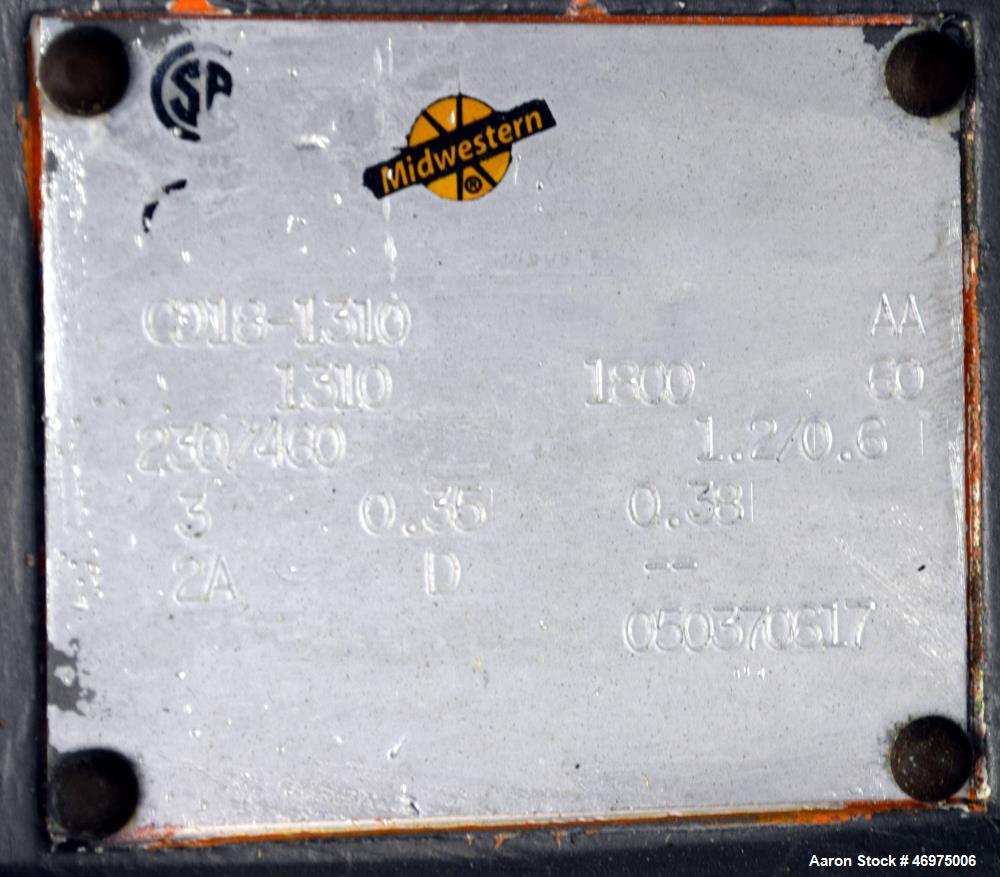 Midwestern ®
CD18-1310 AA
1310 1800 60
230/460 1.2/0.6
3 0.35 0.38
2A D --
050370617
Aaron Stock # 46975006